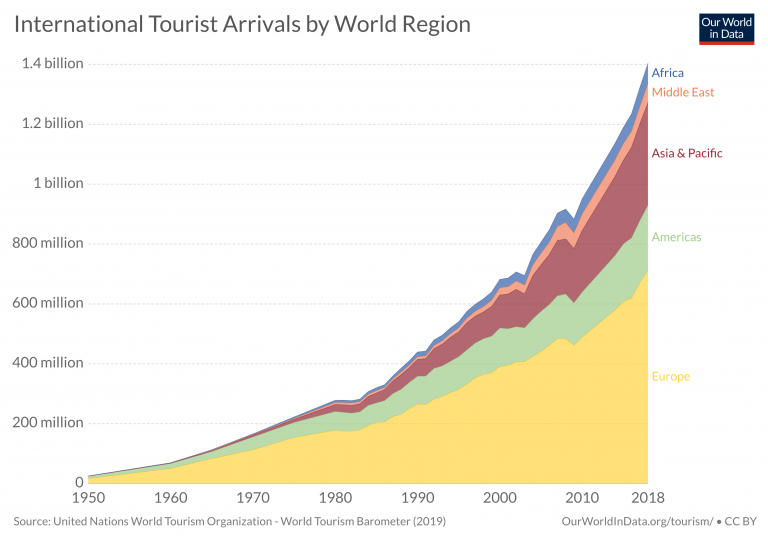 International Tourist Arrivals by World Region
Our World
in Data
1.4 billion
1.2 billion
1 billion
800 million
600 million
400 million
200 million
0
Africa
Middle East
Asia & Pacific
Americas
Europe
1950 1960 1970 1980 1990 2000 2010 2018
Source: United Nations World Tourism Organization - World Tourism Barometer (2019)
OurWorldInData.org/tourism/ • CC BY